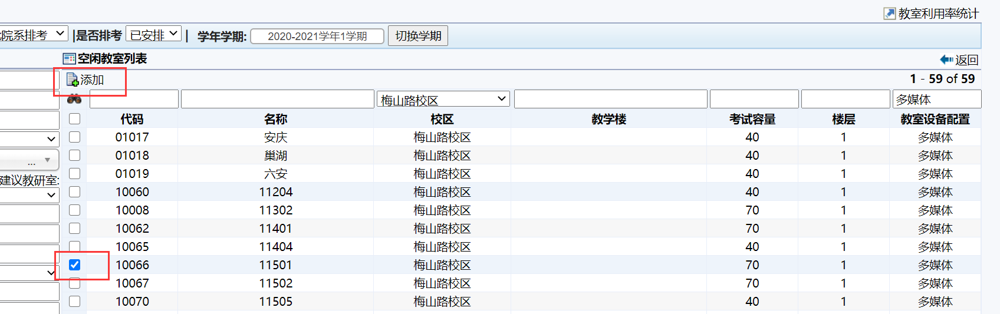 教室利用率统计
院系排考 |是否排考 已安排 | 学年学期: 2020-2021学年1学期 切换学期
空闲教室列表 返回
添加 1 - 59 of 59
梅山路校区 多媒体
代码 名称 校区 教学楼 考试容量 楼层 教室设备配置
01017 安庆 梅山路校区 40 1 多媒体
01018 巢湖 梅山路校区 40 1 多媒体
... 01019 六安 梅山路校区 40 1 多媒体
建议教研室:
10060 11204 梅山路校区 40 1 多媒体
10008 11302 梅山路校区 70 1 多媒体
10062 11401 梅山路校区 70 1 多媒体
10065 11404 梅山路校区 40 1 多媒体
10066 11501 梅山路校区 70 1 多媒体
10067 11502 梅山路校区 70 1 多媒体
10070 11505 梅山路校区 40 1 多媒体